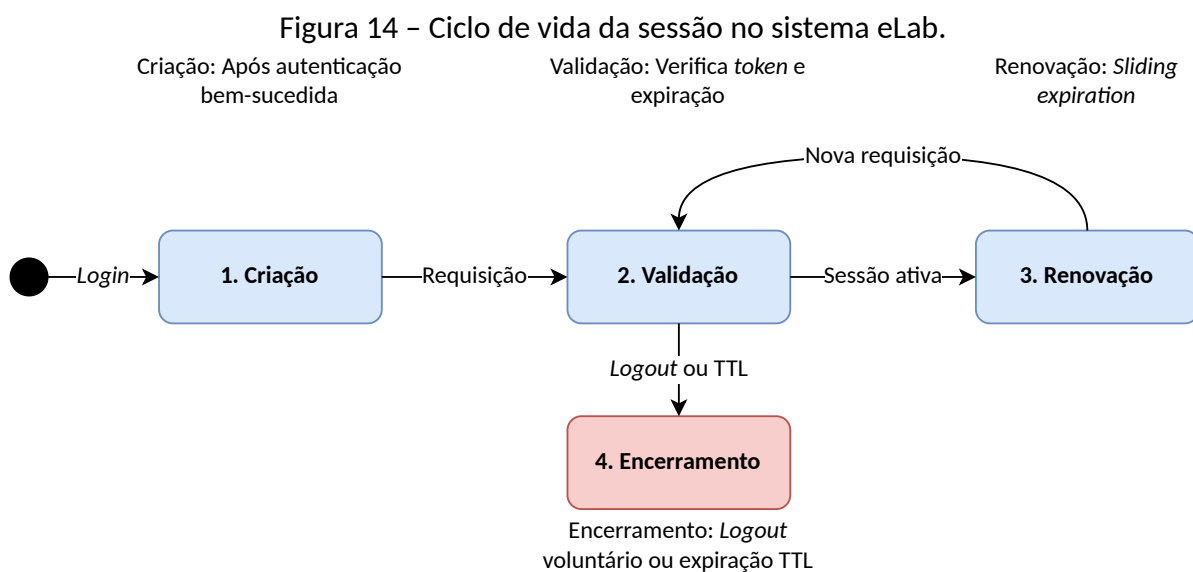 Figura 14 – Ciclo de vida da sessão no sistema eLab.
Criação: Após autenticação
bem-sucedida
Validação: Verifica token e
expiração
Renovação: Sliding
expiration
Nova requisição
Login
1. Criação
Requisição
2. Validação
Sessão ativa
3. Renovação
Logout ou TTL
4. Encerramento
Encerramento: Logout
voluntário ou expiração TTL